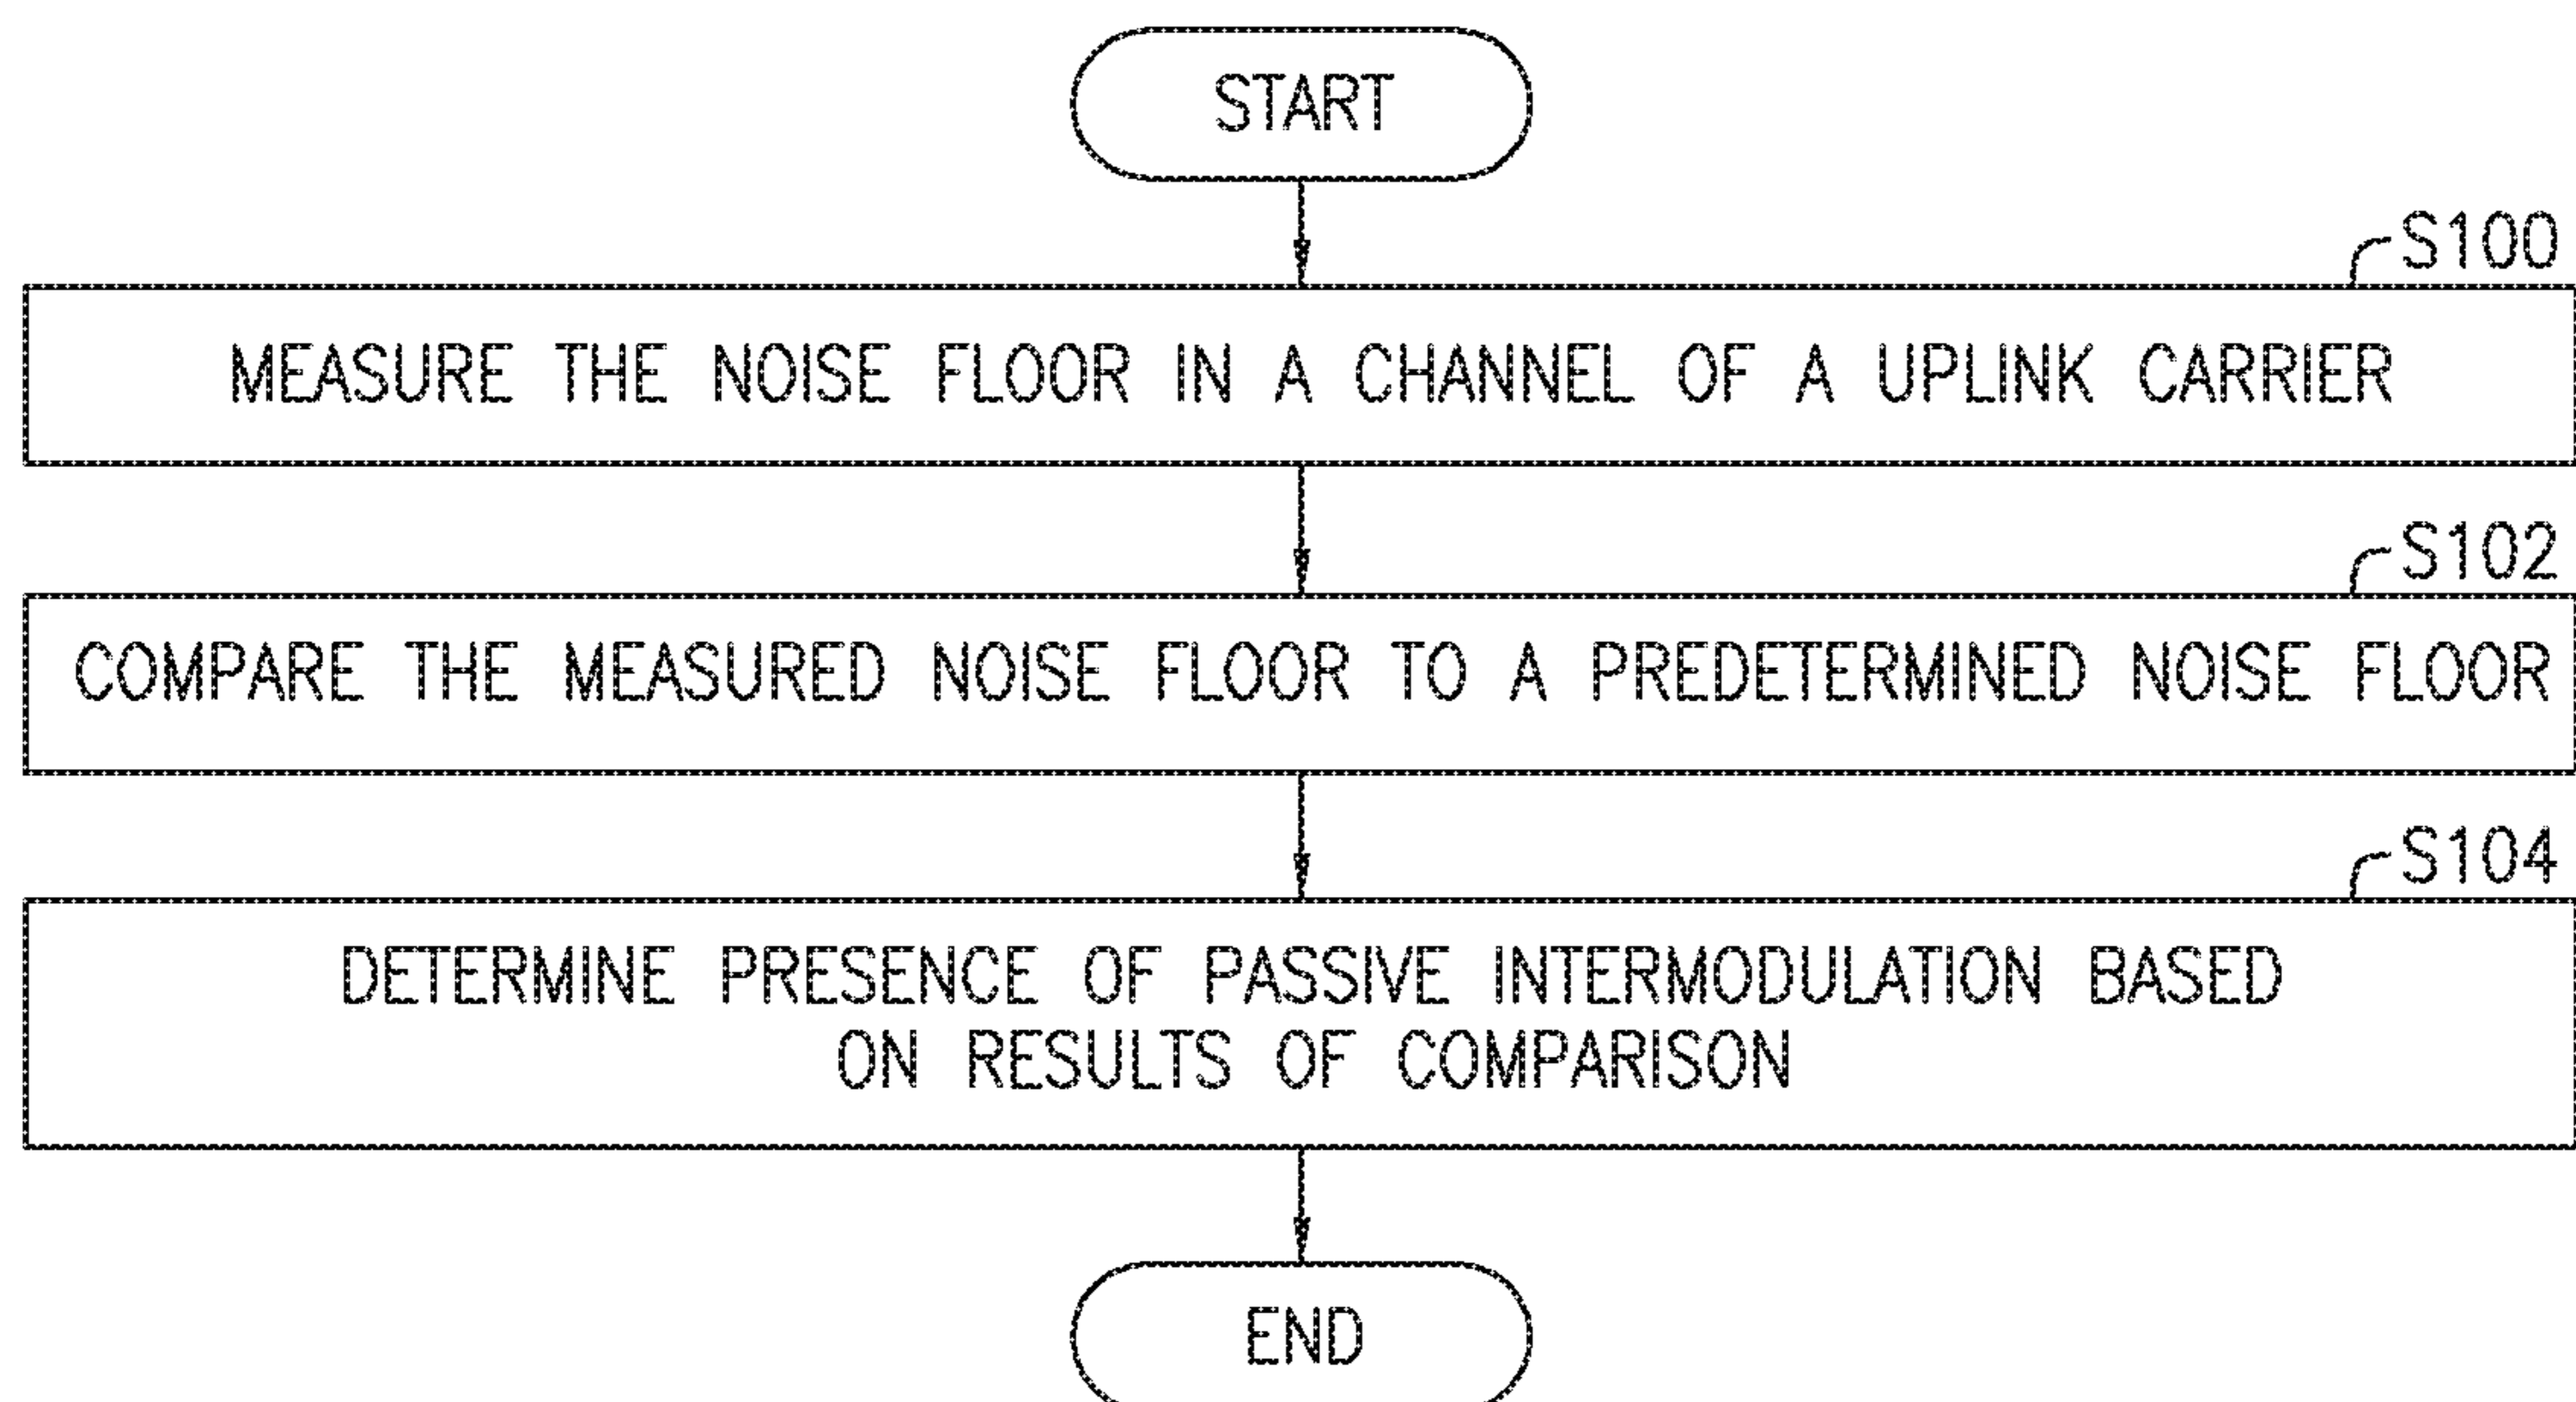 START
S100
MEASURE THE NOISE FLOOR IN A CHANNEL OF A UPLINK CARRIER
S102
COMPARE THE MEASURED NOISE FLOOR TO A PREDETERMINED NOISE FLOOR
S104
DETERMINE PRESENCE OF PASSIVE INTERMODULATION BASED
ON RESULTS OF COMPARISON
END